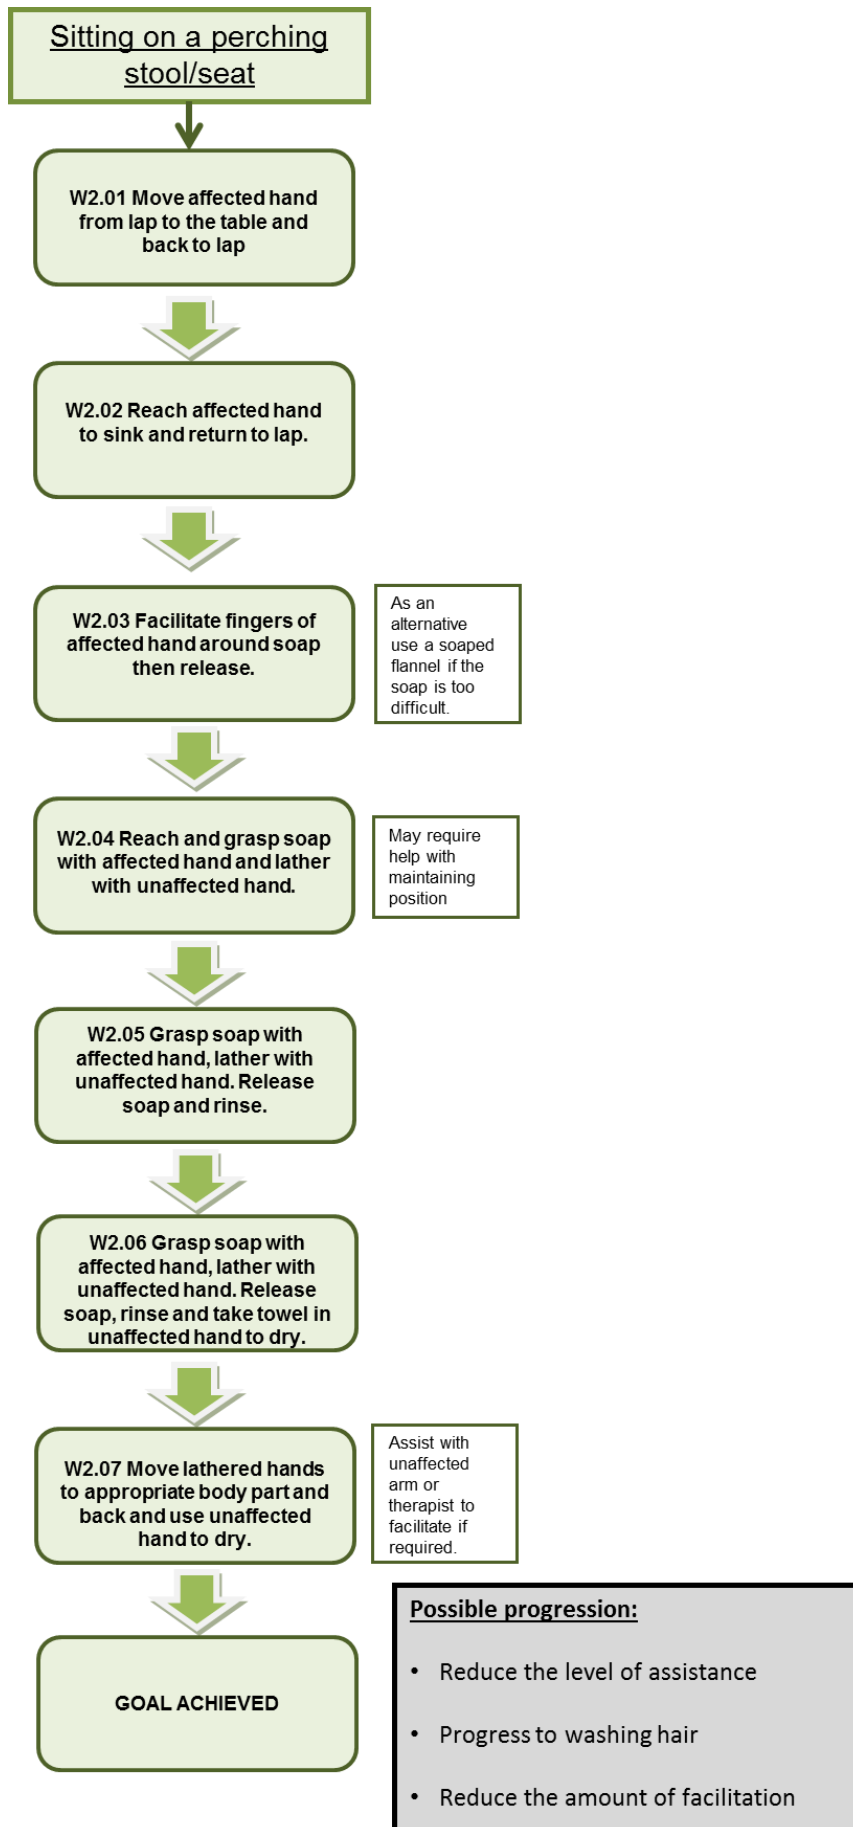 Sitting on a perching
stool/seat
W2.01 Move affected hand
from lap to the table and
back to lap
W2.02 Reach affected hand
to sink and return to lap.
W2.03 Facilitate fingers of
affected hand around soap
then release.
As an
alternative
use a soaped
flannel if the
soap is too
difficult.
W2.04 Reach and grasp soap
with affected hand and lather
with unaffected hand.
May require
help with
maintaining
position
W2.05 Grasp soap with
affected hand, lather with
unaffected hand. Release
soap and rinse.
W2.06 Grasp soap with
affected hand, lather with
unaffected hand. Release
soap, rinse and take towel in
unaffected hand to dry.
W2.07 Move lathered hands
to appropriate body part and
back and use unaffected
hand to dry.
Assist with
unaffected
arm or
therapist to
facilitate if
required.
GOAL ACHIEVED
Possible progression:
• Reduce the level of assistance
• Progress to washing hair
• Reduce the amount of facilitation